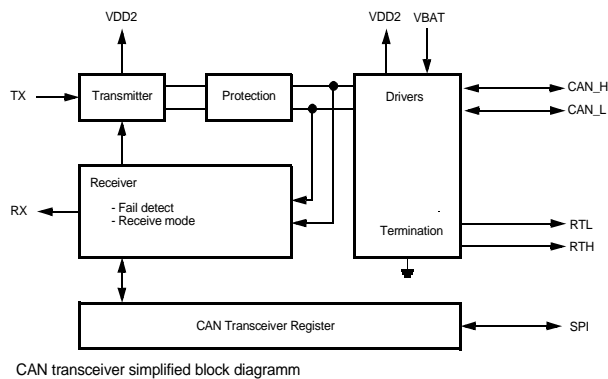 VDD2
VDD2
VBAT
TX
Transmitter
Protection
Drivers
CAN_H
CAN_L
Receiver
- Fail detect
- Receive mode
RX
Termination
RTL
RTH
CAN Transceiver Register
SPI
CAN transceiver simplified block diagramm